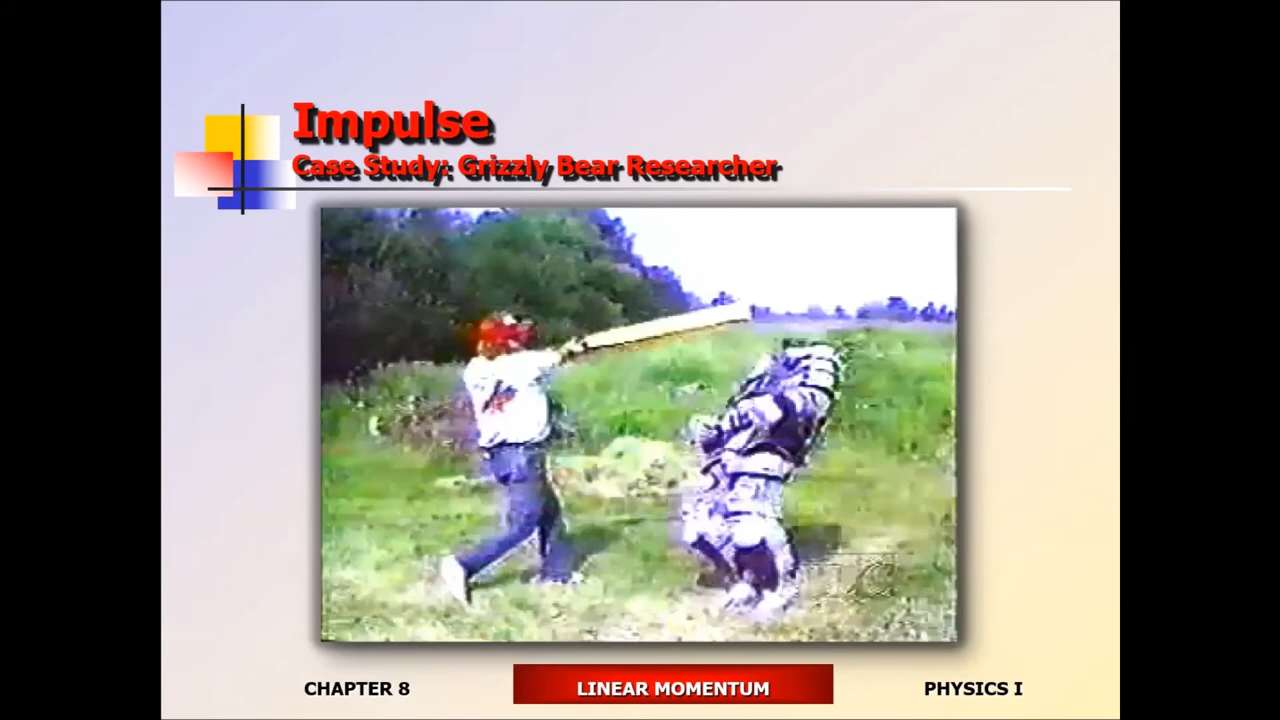 Impulse
Case Study: Grizzly Bear Researcher
CHAPTER 8
LINEAR MOMENTUM
PHYSICS I